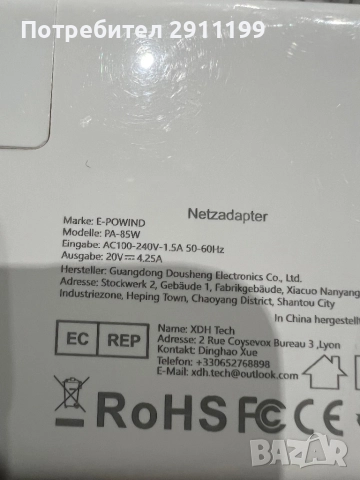 Потребител 2911199
Netzadapter
Marke: E-POWIND
Modelle: PA-85W
Eingabe: AC100-240V-1.5A 50-60Hz
Ausgabe: 20V⎓4,25A
Hersteller: Guangdong Dousheng Electronics Co., Ltd.
Adresse: Stockwerk 2, Gebäude 1, Fabrikgebäude, Xiacuo Nanyang
Industriezone, Heping Town, Chaoyang District, Shantou City
In China hergestellt
EC REP
Name: XDH Tech
Adresse: 2 Rue Coysevox Bureau 3 ,Lyon
Kontakt: Dinghao Xue
Telefon: +330652768898
E-Mail: xdh.tech@outlook.com
RoHS FC CE
bazar